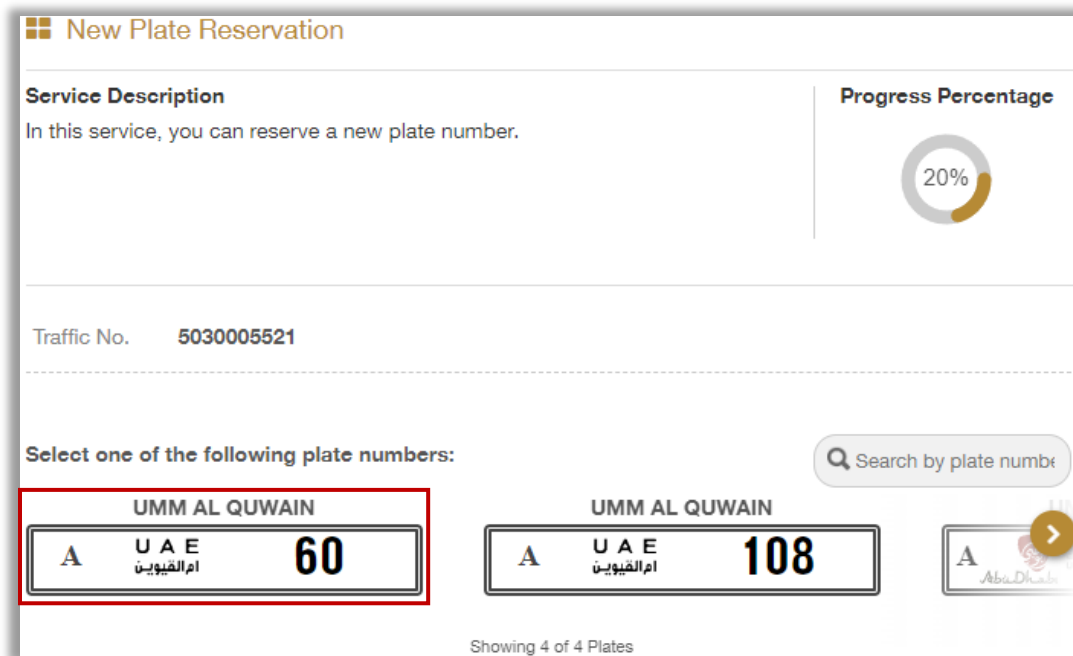 New Plate Reservation
Service Description
Progress Percentage
In this service, you can reserve a new plate number.
20%
Traffic No. 5030005521
Select one of the following plate numbers:
Search by plate numbe
UMM AL QUWAIN
A
U A E
ام القيوين
60
UMM AL QUWAIN
A
U A E
ام القيوين
108
A
AbuDhabi
Showing 4 of 4 Plates